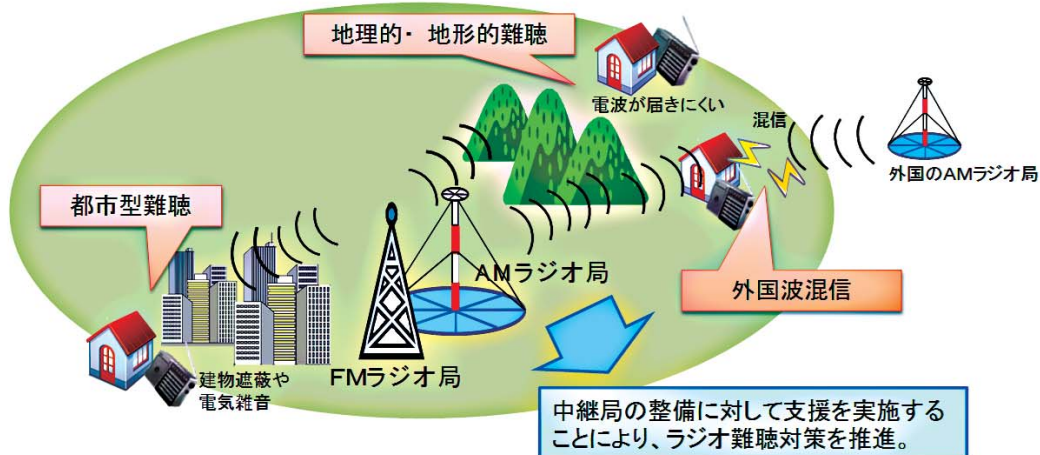 地理的・ 地形的難聴
電波が届きにくい
混信
外国のAMラジオ局
都市型難聴
AMラジオ局
外国波混信
建物遮蔽や
電気雑音
FMラジオ局
中継局の整備に対して支援を実施する
ことにより、ラジオ難聴対策を推進。